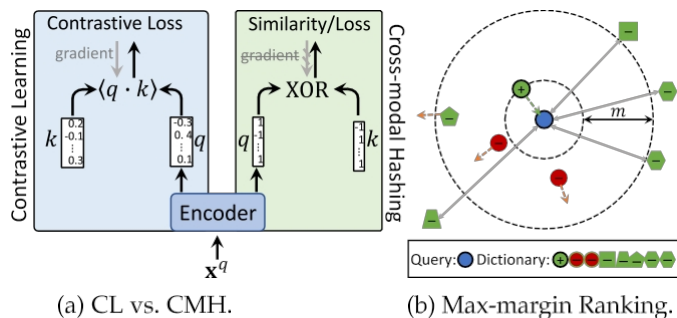 Contrastive Learning
Contrastive Loss
gradient
⟨q · k⟩
k
-0.2
-0.1
⋮
0.3
-0.3
0.4
⋮
0.1
q
Similarity/Loss
gradient
XOR
q
1
-1
⋮
1
-1
1
⋮
-1
k
Cross-modal Hashing
Encoder
x^q
(a) CL vs. CMH.
+
−
−
−
−
−
−
−
m
Query: Dictionary: + − − − − − − −
(b) Max-margin Ranking.